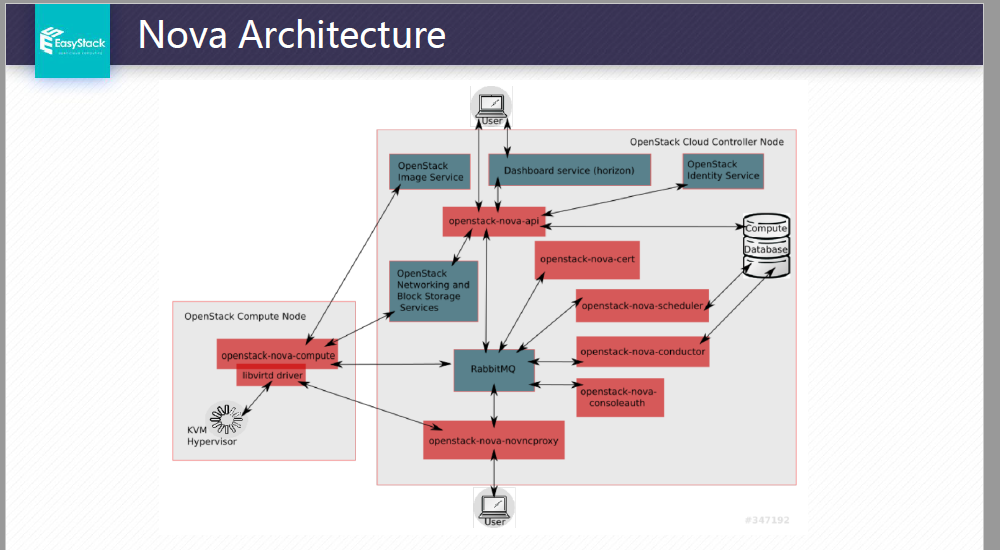 EasyStack
Nova Architecture
User
OpenStack Cloud Controller Node
OpenStack
Image Service
Dashboard service (horizon)
OpenStack
Identity Service
openstack-nova-api
Compute
Database
openstack-nova-cert
OpenStack
Networking and
Block Storage
Services
openstack-nova-scheduler
OpenStack Compute Node
openstack-nova-compute
libvirtd driver
openstack-nova-conductor
RabbitMQ
openstack-nova-
consoleauth
KVM
Hypervisor
openstack-nova-novncproxy
User
#347192